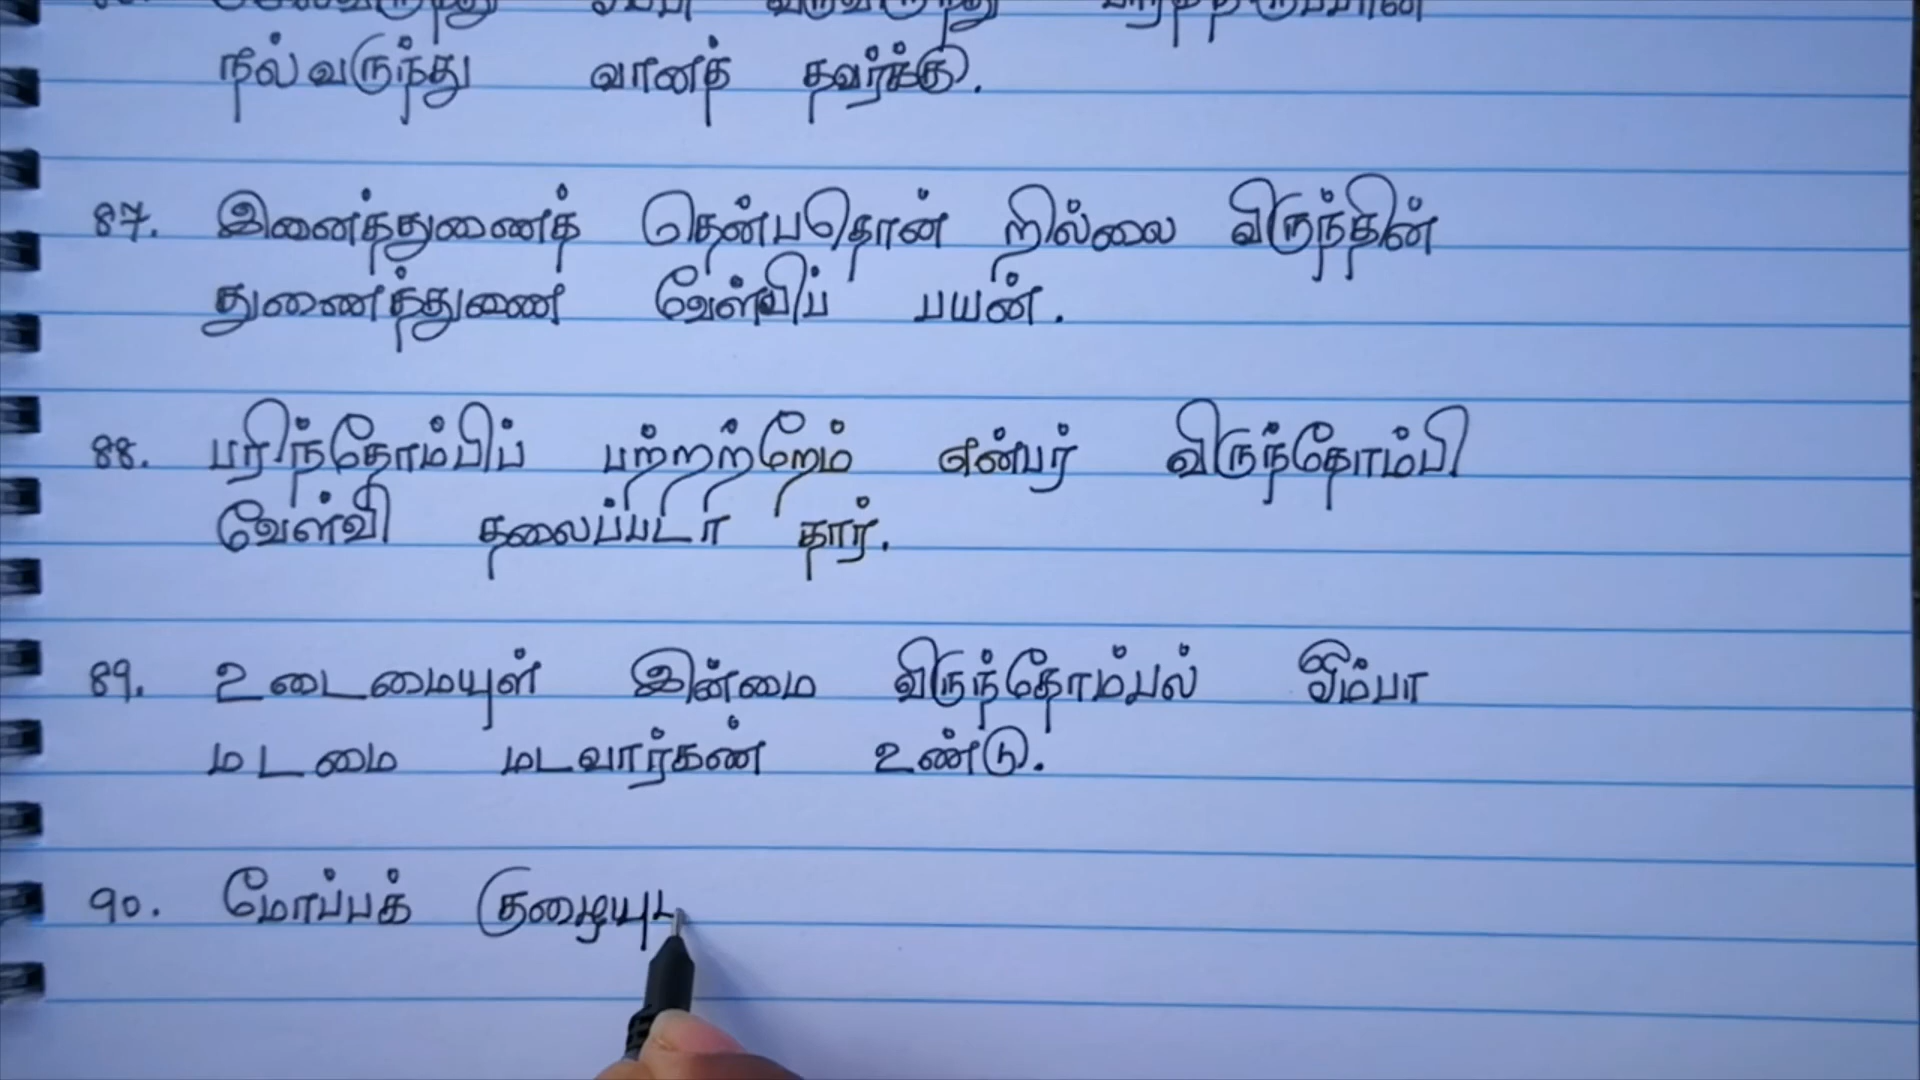 நல்வருந்து வானத் தவர்க்கு.
87. இனைத்துணைத் தென்பதொன் றில்லை விருந்தின்
துணைத்துணை வேள்விப் பயன்.
88. பரிந்தோம்பிப் பற்றற்றேம் என்பர் விருந்தோம்பி
வேள்வி தலைப்படா தார்.
89. உடைமையுள் இன்மை விருந்தோம்பல் ஓம்பா
மடமை மடவார்கண் உண்டு.
90. மோப்பக் குழையு